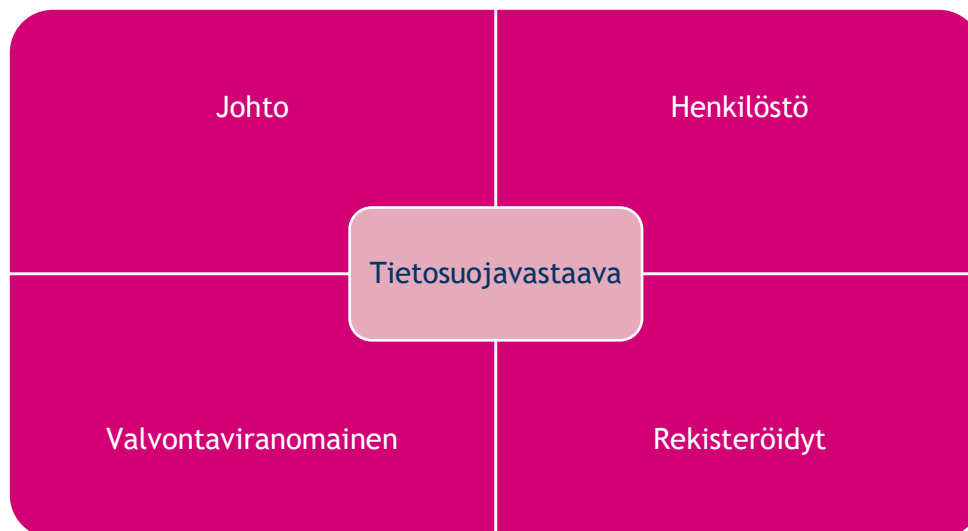 Johto
Henkilöstö
Tietosuojavastaava
Valvontaviranomainen
Rekisteröidyt